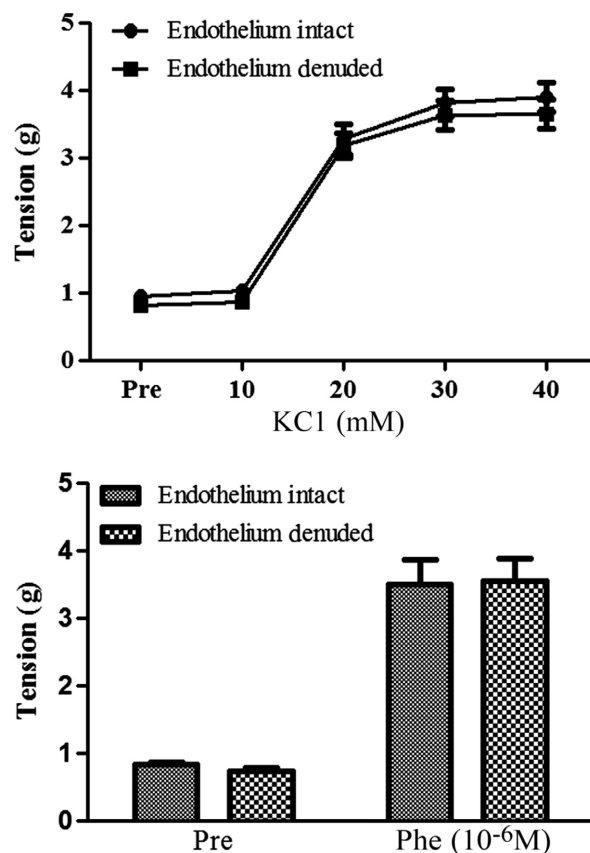 5
Endothelium intact
Endothelium denuded
4
3
2
1
0
Tension (g)
Pre 10 20 30 40
KC1 (mM)
5
Endothelium intact
Endothelium denuded
4
3
2
1
0
Tension (g)
Pre Phe (10-6M)